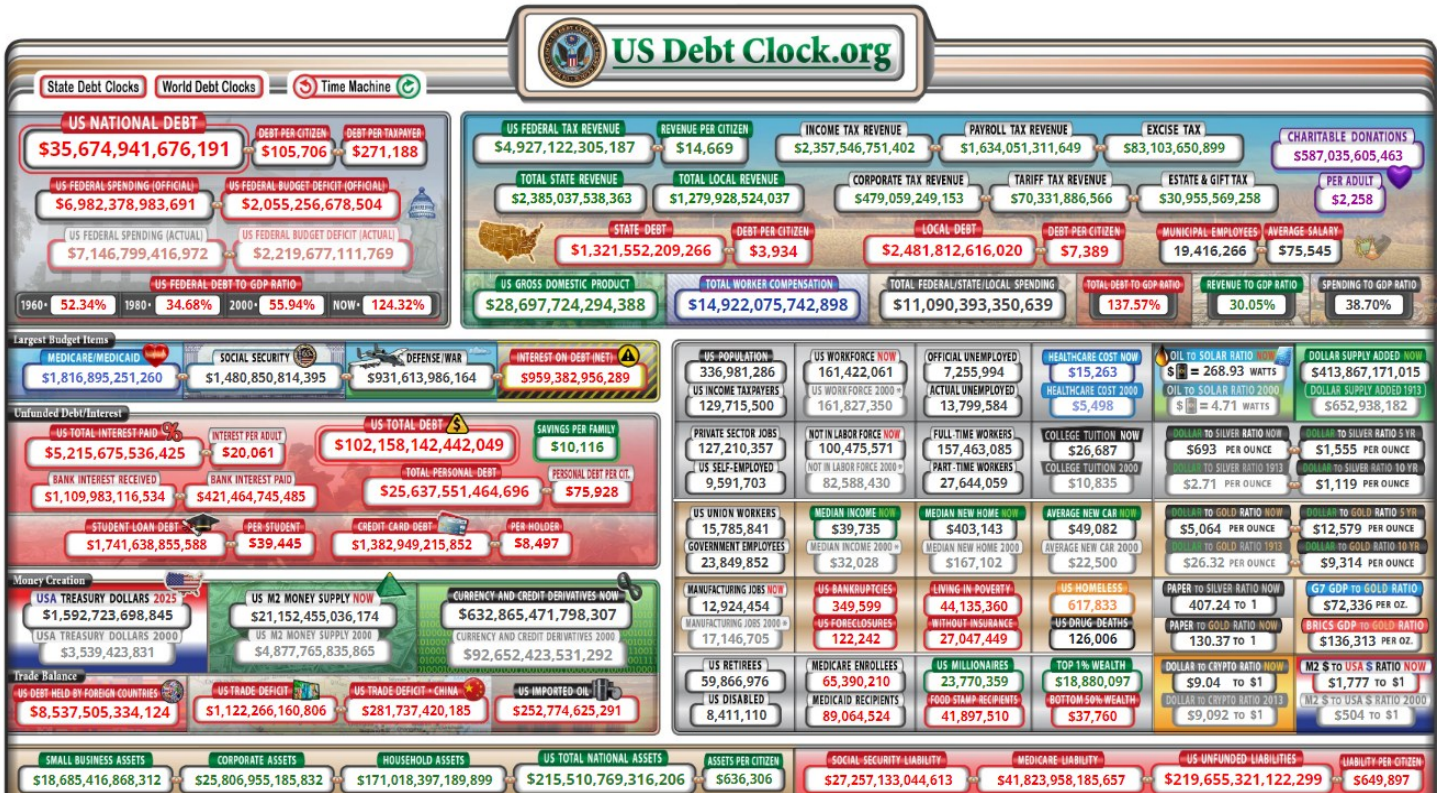 US Debt Clock.org
State Debt Clocks World Debt Clocks Time Machine
US NATIONAL DEBT
$35,674,941,676,191
DEBT PER CITIZEN
$105,706
DEBT PER TAXPAYER
$271,188
US FEDERAL SPENDING (OFFICIAL)
$6,982,378,983,691
US FEDERAL BUDGET DEFICIT (OFFICIAL)
$2,055,256,678,504
US FEDERAL SPENDING (ACTUAL)
$7,146,799,416,972
US FEDERAL BUDGET DEFICIT (ACTUAL)
$2,219,677,111,769
US FEDERAL DEBT TO GDP RATIO
1960• 52.34% 1980• 34.68% 2000• 55.94% NOW• 124.32%
US FEDERAL TAX REVENUE
$4,927,122,305,187
REVENUE PER CITIZEN
$14,669
INCOME TAX REVENUE
$2,357,546,751,402
PAYROLL TAX REVENUE
$1,634,051,311,649
EXCISE TAX
$83,103,650,899
CHARITABLE DONATIONS
$587,035,605,463
TOTAL STATE REVENUE
$2,385,037,538,363
TOTAL LOCAL REVENUE
$1,279,928,524,037
CORPORATE TAX REVENUE
$479,059,249,153
TARIFF TAX REVENUE
$70,331,886,566
ESTATE & GIFT TAX
$30,955,569,258
PER ADULT
$2,258
STATE DEBT
$1,321,552,209,266
DEBT PER CITIZEN
$3,934
LOCAL DEBT
$2,481,812,616,020
DEBT PER CITIZEN
$7,389
MUNICIPAL EMPLOYEES
19,416,266
AVERAGE SALARY
$75,545
US GROSS DOMESTIC PRODUCT
$28,697,724,294,388
TOTAL WORKER COMPENSATION
$14,922,075,742,898
TOTAL FEDERAL/STATE/LOCAL SPENDING
$11,090,393,350,639
TOTAL DEBT TO GDP RATIO
137.57%
REVENUE TO GDP RATIO
30.05%
SPENDING TO GDP RATIO
38.70%
Largest Budget Items
MEDICARE/MEDICAID
$1,816,895,251,260
SOCIAL SECURITY
$1,480,850,814,395
DEFENSE/WAR
$931,613,986,164
INTEREST ON DEBT (NET)
$959,382,956,289
Unfunded Debt/Interest
US TOTAL INTEREST PAID
$5,215,675,536,425
INTEREST PER ADULT
$20,061
US TOTAL DEBT
$102,158,142,442,049
SAVINGS PER FAMILY
$10,116
BANK INTEREST RECEIVED
$1,109,983,116,534
BANK INTEREST PAID
$421,464,745,485
TOTAL PERSONAL DEBT
$25,637,551,464,696
PERSONAL DEBT PER CIT.
$75,928
STUDENT LOAN DEBT
$1,741,638,855,588
PER STUDENT
$39,445
CREDIT CARD DEBT
$1,382,949,215,852
PER HOLDER
$8,497
Money Creation
USA TREASURY DOLLARS 2025
$1,592,723,698,845
USA TREASURY DOLLARS 2000
$3,539,423,831
US M2 MONEY SUPPLY NOW
$21,152,455,036,174
US M2 MONEY SUPPLY 2000
$4,877,765,835,865
CURRENCY AND CREDIT DERIVATIVES NOW
$632,865,471,798,307
CURRENCY AND CREDIT DERIVATIVES 2000
$92,652,423,531,292
Trade Balance
US DEBT HELD BY FOREIGN COUNTRIES
$8,537,505,334,124
US TRADE DEFICIT
$1,122,266,160,806
US TRADE DEFICIT • CHINA
$281,737,420,185
US IMPORTED OIL
$252,774,625,291
US POPULATION
336,981,286
US INCOME TAXPAYERS
129,715,500
US WORKFORCE NOW
161,422,061
US WORKFORCE 2000
161,827,350
OFFICIAL UNEMPLOYED
7,255,994
ACTUAL UNEMPLOYED
13,799,584
HEALTHCARE COST NOW
$15,263
HEALTHCARE COST 2000
$5,498
OIL TO SOLAR RATIO NOW
$ = 268.93 WATTS
OIL TO SOLAR RATIO 2000
$ = 4.71 WATTS
DOLLAR SUPPLY ADDED NOW
$413,867,171,015
DOLLAR SUPPLY ADDED 1913
$652,938,182
PRIVATE SECTOR JOBS
127,210,357
US SELF-EMPLOYED
9,591,703
NOT IN LABOR FORCE NOW
100,475,571
NOT IN LABOR FORCE 2000
82,588,430
FULL-TIME WORKERS
157,463,085
PART-TIME WORKERS
27,644,059
COLLEGE TUITION NOW
$26,687
COLLEGE TUITION 2000
$10,835
DOLLAR TO SILVER RATIO NOW
$693 PER OUNCE
DOLLAR TO SILVER RATIO 1913
$2.71 PER OUNCE
DOLLAR TO SILVER RATIO 5 YR
$1,555 PER OUNCE
DOLLAR TO SILVER RATIO 10 YR
$1,119 PER OUNCE
US UNION WORKERS
15,785,841
GOVERNMENT EMPLOYEES
23,849,852
MEDIAN INCOME NOW
$39,735
MEDIAN INCOME 2000
$32,028
MEDIAN NEW HOME NOW
$403,143
MEDIAN NEW HOME 2000
$167,102
AVERAGE NEW CAR NOW
$49,082
AVERAGE NEW CAR 2000
$22,500
DOLLAR TO GOLD RATIO NOW
$5,064 PER OUNCE
DOLLAR TO GOLD RATIO 1913
$26.32 PER OUNCE
DOLLAR TO GOLD RATIO 5 YR
$12,579 PER OUNCE
DOLLAR TO GOLD RATIO 10 YR
$9,314 PER OUNCE
MANUFACTURING JOBS NOW
12,924,454
MANUFACTURING JOBS 2000
17,146,705
US BANKRUPTCIES
349,599
US FORECLOSURES
122,242
LIVING IN POVERTY
44,135,360
WITHOUT INSURANCE
27,047,449
US HOMELESS
617,833
US DRUG DEATHS
126,006
PAPER TO SILVER RATIO NOW
407.24 TO 1
PAPER TO GOLD RATIO NOW
130.37 TO 1
G7 GDP TO GOLD RATIO
$72,336 PER OZ.
BRICS GDP TO GOLD RATIO
$136,313 PER OZ.
US RETIREES
59,866,976
US DISABLED
8,411,110
MEDICARE ENROLLEES
65,390,210
MEDICAID RECIPIENTS
89,064,524
US MILLIONAIRES
23,770,359
FOOD STAMP RECIPIENTS
41,897,510
TOP 1% WEALTH
$18,880,097
BOTTOM 50% WEALTH
$37,760
DOLLAR TO CRYPTO RATIO NOW
$9.04 TO $1
DOLLAR TO CRYPTO RATIO 2013
$9,092 TO $1
M2 $ TO USA $ RATIO NOW
$1,777 TO $1
M2 $ TO USA $ RATIO 2000
$504 TO $1
SMALL BUSINESS ASSETS
$18,685,416,868,312
CORPORATE ASSETS
$25,806,955,185,832
HOUSEHOLD ASSETS
$171,018,397,189,899
US TOTAL NATIONAL ASSETS
$215,510,769,316,206
ASSETS PER CITIZEN
$636,306
SOCIAL SECURITY LIABILITY
$27,257,133,044,613
MEDICARE LIABILITY
$41,823,958,185,657
US UNFUNDED LIABILITIES
$219,655,321,122,299
LIABILITY PER CITIZEN
$649,897